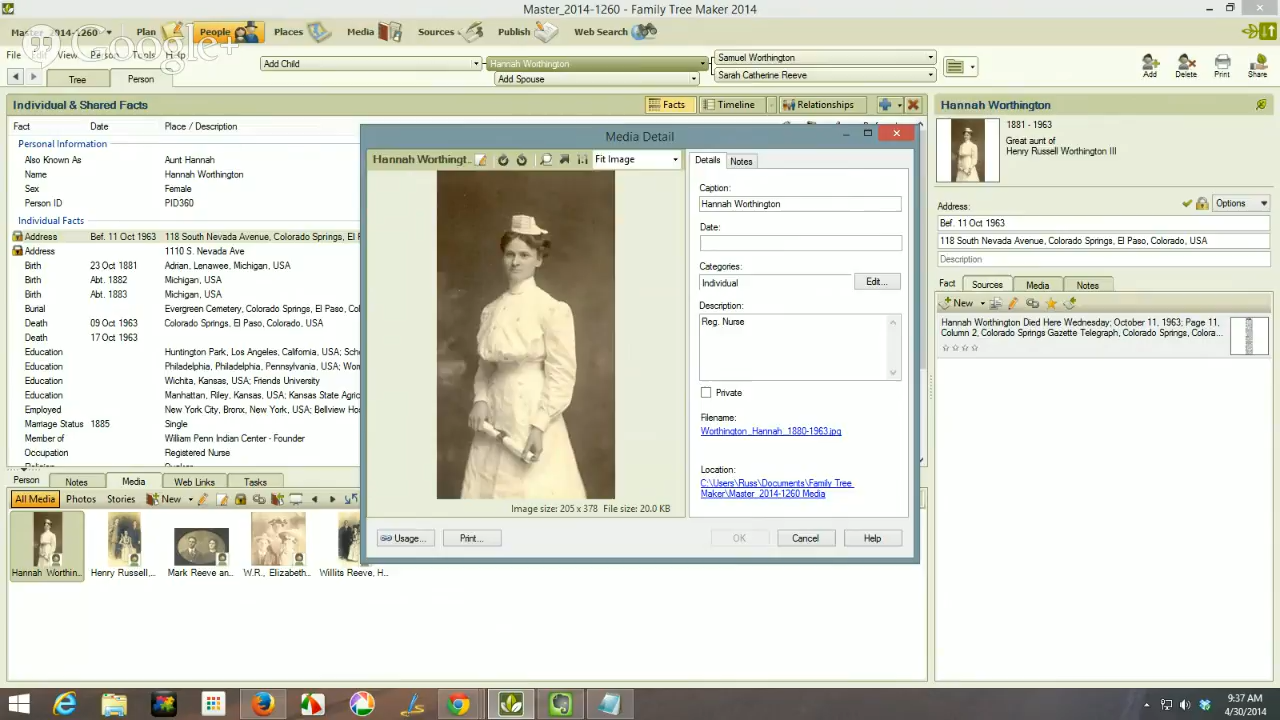 Master_2014-1260 - Family Tree Maker 2014
Master_2014-1260 Plan People Places Media Sources Publish Web Search
Google+
File Edit View Person Tools Help
Add Child Hannah Worthington Samuel Worthington
Add Spouse Sarah Catherine Reeve
Add Delete Print Share
Tree Person
Individual & Shared Facts Facts Timeline Relationships
Fact Date Place / Description
Personal Information
Also Known As Aunt Hannah
Name Hannah Worthington
Sex Female
Person ID PID360
Individual Facts
Address Bef. 11 Oct 1963 118 South Nevada Avenue, Colorado Springs, El P
Address 1110 S. Nevada Ave
Birth 23 Oct 1881 Adrian, Lenawee, Michigan, USA
Birth Abt. 1882 Michigan, USA
Birth Abt. 1883 Michigan, USA
Burial Evergreen Cemetery, Colorado Springs, El Paso, C
Death 09 Oct 1963 Colorado Springs, El Paso, Colorado, USA
Death 17 Oct 1963
Education Huntington Park, Los Angeles, California, USA; Sch
Education Philadelphia, Philadelphia, Pennsylvania, USA; Wo
Education Wichita, Kansas, USA; Friends University
Education Manhattan, Riley, Kansas, USA; Kansas State Agric
Employed New York City, Bronx, New York, USA; Bellview Ho
Marriage Status 1885 Single
Member of William Penn Indian Center - Founder
Occupation Registered Nurse
Person Notes Media Web Links Tasks
All Media Photos Stories New
Hannah Worthin... Henry Russell,... Mark Reeve an... W.R., Elizabeth... Willits Reeve, H...
Media Detail
Hannah Worthingt... Fit Image
Image size: 205 x 378 File size: 20.0 KB
Details Notes
Caption:
Hannah Worthington
Date:
Categories:
Individual Edit...
Description:
Reg. Nurse
Private
Filename:
Worthington_Hannah_1880-1963.jpg
Location:
C:\Users\Russ\Documents\Family Tree
Maker\Master_2014-1260 Media
Usage... Print... OK Cancel Help
Hannah Worthington
1881 - 1963
Great aunt of
Henry Russell Worthington III
Address: Options
Bef. 11 Oct 1963
118 South Nevada Avenue, Colorado Springs, El Paso, Colorado, USA
Description
Fact Sources Media Notes
New
Hannah Worthington Died Here Wednesday; October 11, 1963; Page 11,
Column 2, Colorado Springs Gazette Telegraph, Colorado Springs, Colora...
9:37 AM
4/30/2014